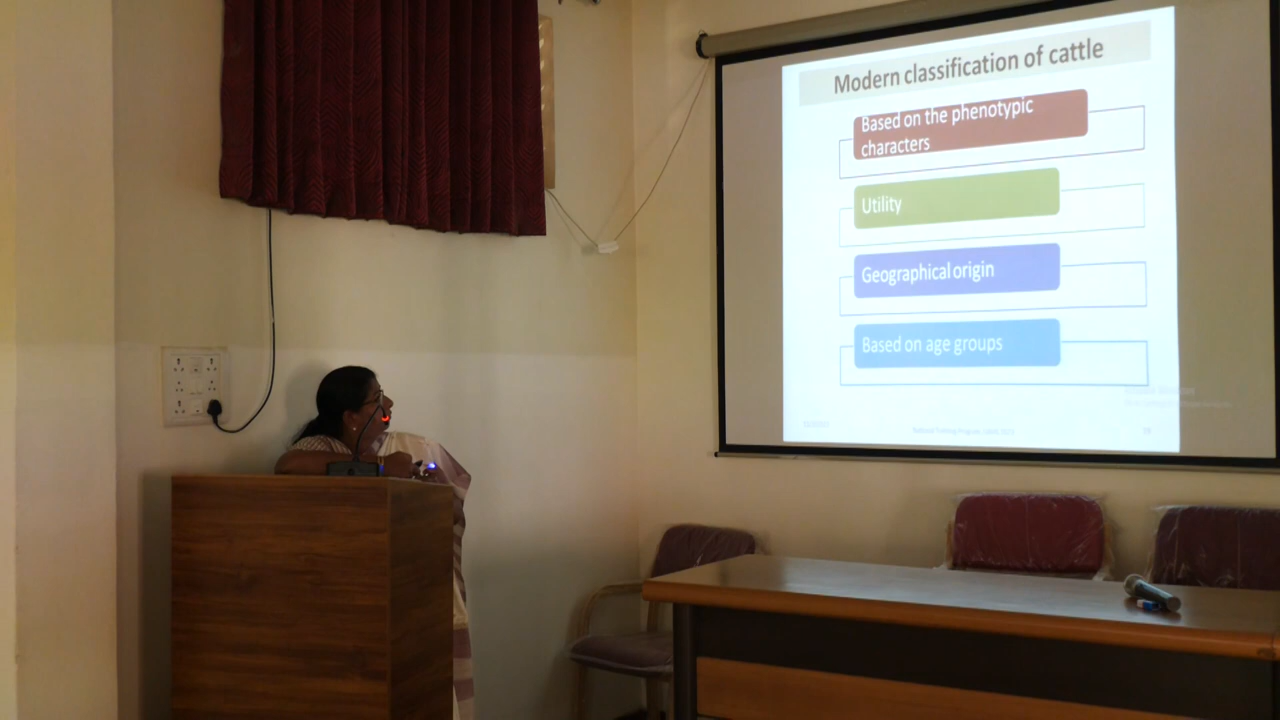 Modern classification of cattle
Based on the phenotypic
characters
Utility
Geographical origin
Based on age groups